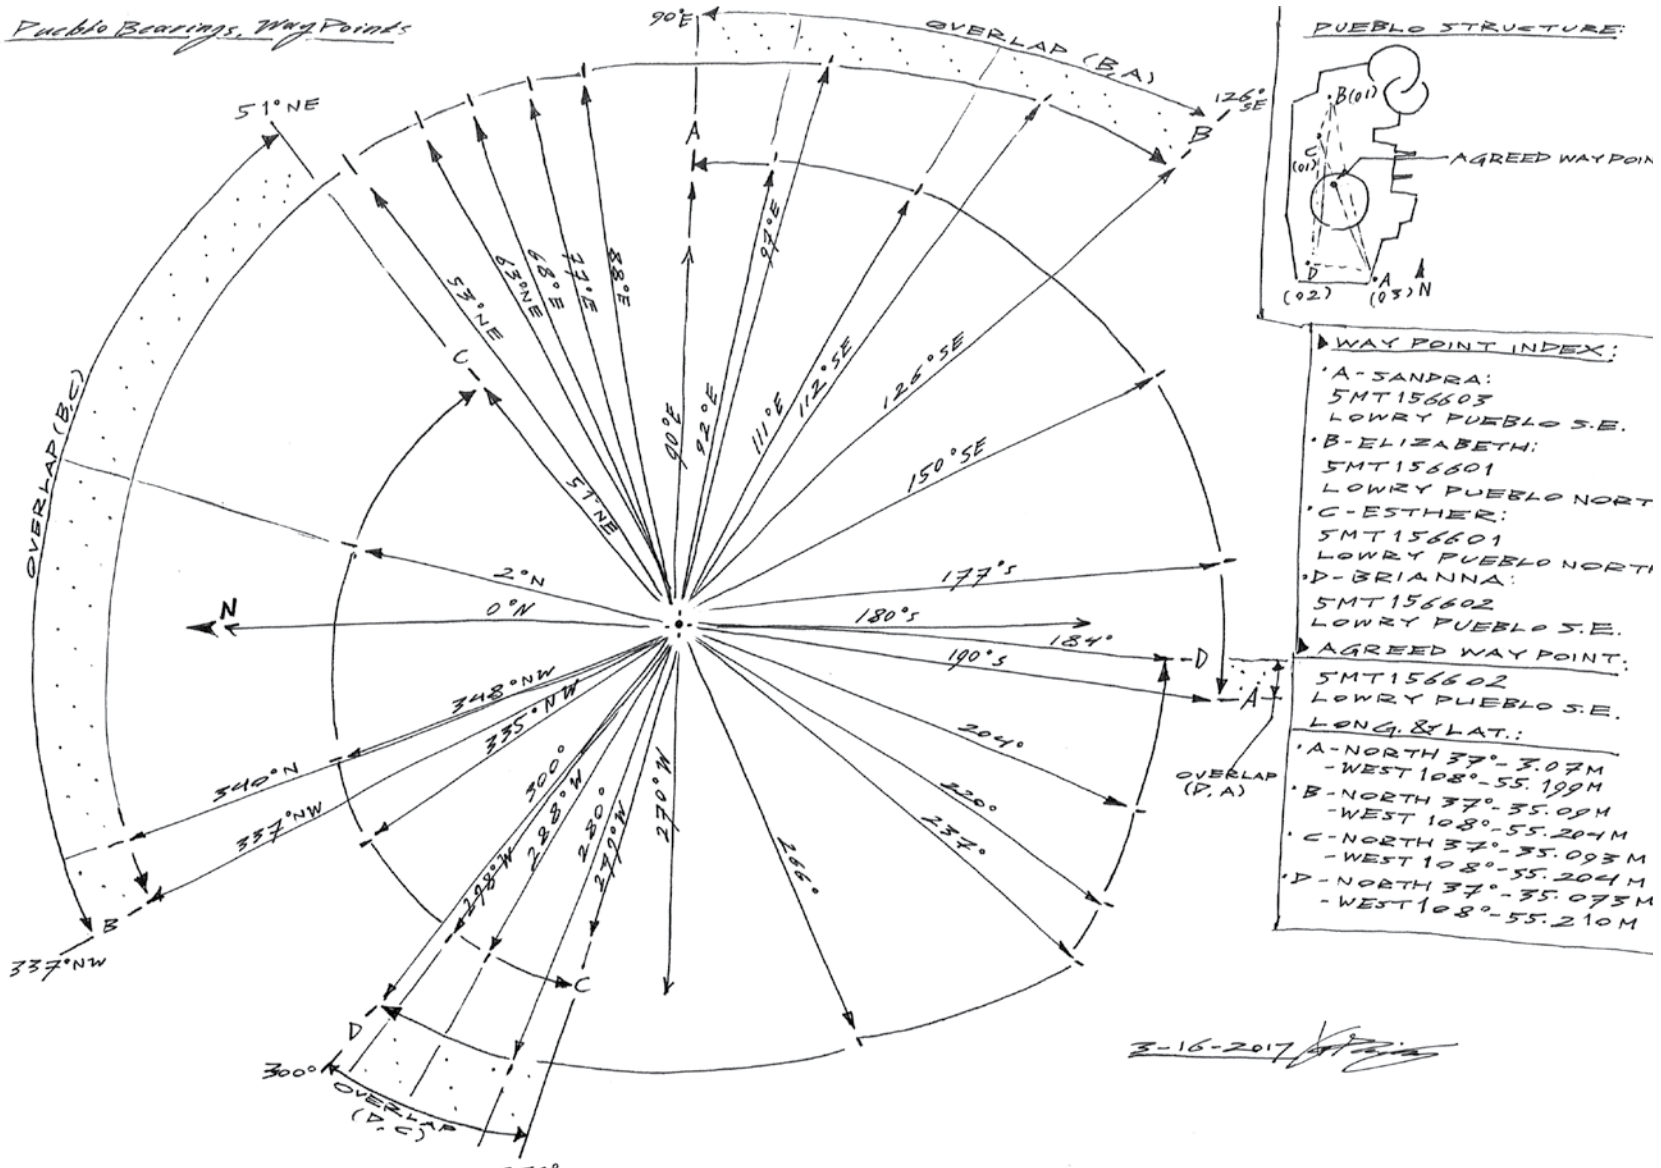 Pueblo Bearings, Way Points
90°E
OVERLAP (B,A)
126°
SE
B
A
51°NE
C
53°NE
63°NE
68°E
77°E
88°E
97°E
90°E
92°E
111°E
112°SE
126°SE
150°SE
51°NE
OVERLAP (B,C)
2°N
0°N
N
177°S
180°S
184°
D
190°S
A
OVERLAP
(D,A)
348°NW
335°NW
340°N
337°NW
B
337°NW
300°
288°W
298°W
280°
270°W
266°
204°
220°
237°
C
D
300°
OVERLAP
(D,C)
3-16-2017
PUEBLO STRUCTURE:
B(01)
C
(01)
AGREED WAY POIN
D
(02)
A
(03)
N
WAY POINT INDEX:
·A-SANDRA:
5MT156603
LOWRY PUEBLO S.E.
·B-ELIZABETH:
5MT156601
LOWRY PUEBLO NORT
·C-ESTHER:
5MT156601
LOWRY PUEBLO NORTH
·D-BRIANNA:
5MT156602
LOWRY PUEBLO S.E.
AGREED WAY POINT:
5MT156602
LOWRY PUEBLO S.E.
LONG. & LAT.:
·A-NORTH 37°-3.07M
-WEST 108°-55.199M
·B-NORTH 37°-35.09M
-WEST 108°-55.204M
·C-NORTH 37°-35.093M
-WEST 108°-55.204M
·D-NORTH 37°-35.073M
-WEST 108°-55.210M